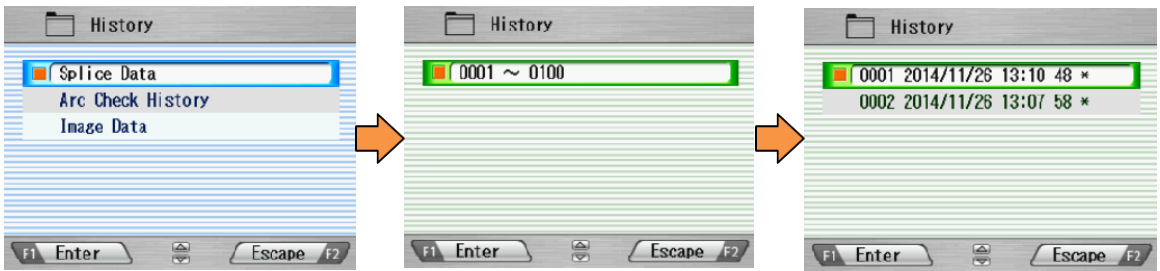 History
Splice Data
Arc Check History
Image Data
F1 Enter Escape F2
History
0001 ~ 0100
F1 Enter Escape F2
History
0001 2014/11/26 13:10 48 *
0002 2014/11/26 13:07 58 *
F1 Enter Escape F2